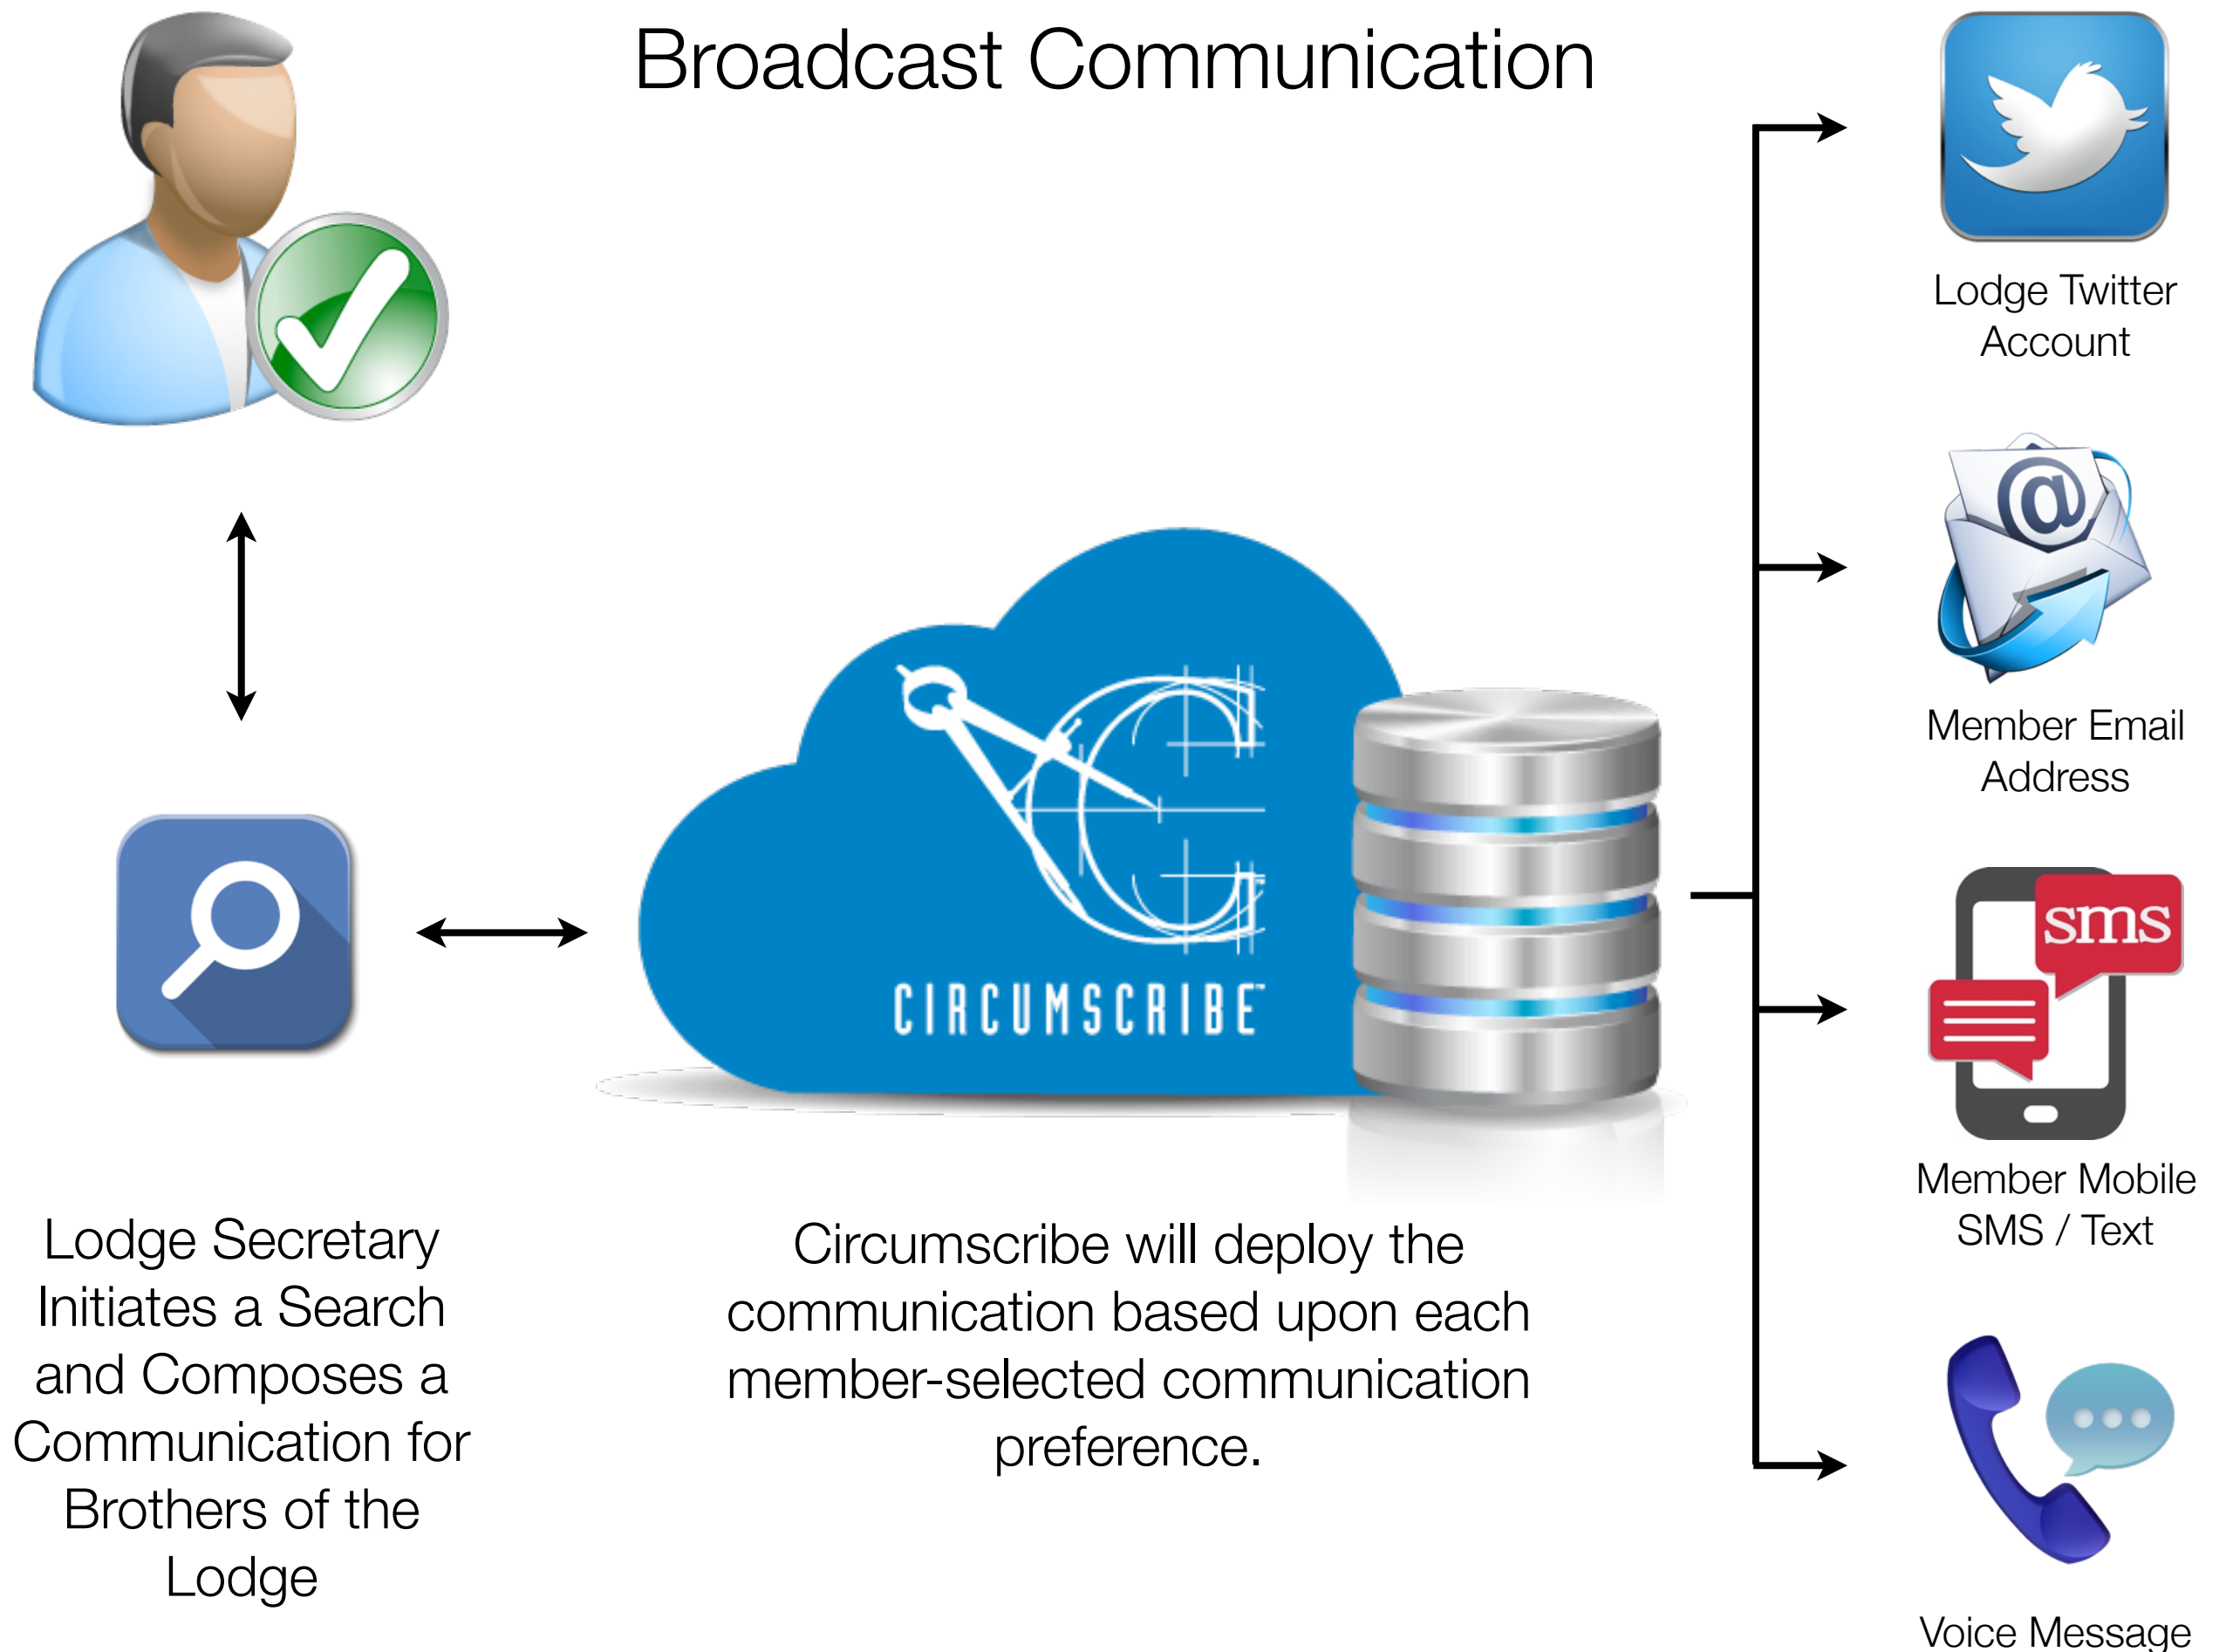 Broadcast Communication
Lodge Twitter
Account
@
Member Email
Address
sms
Member Mobile
SMS / Text
Voice Message
CIRCUMSCRIBE™
Lodge Secretary
Initiates a Search
and Composes a
Communication for
Brothers of the
Lodge
Circumscribe will deploy the
communication based upon each
member-selected communication
preference.